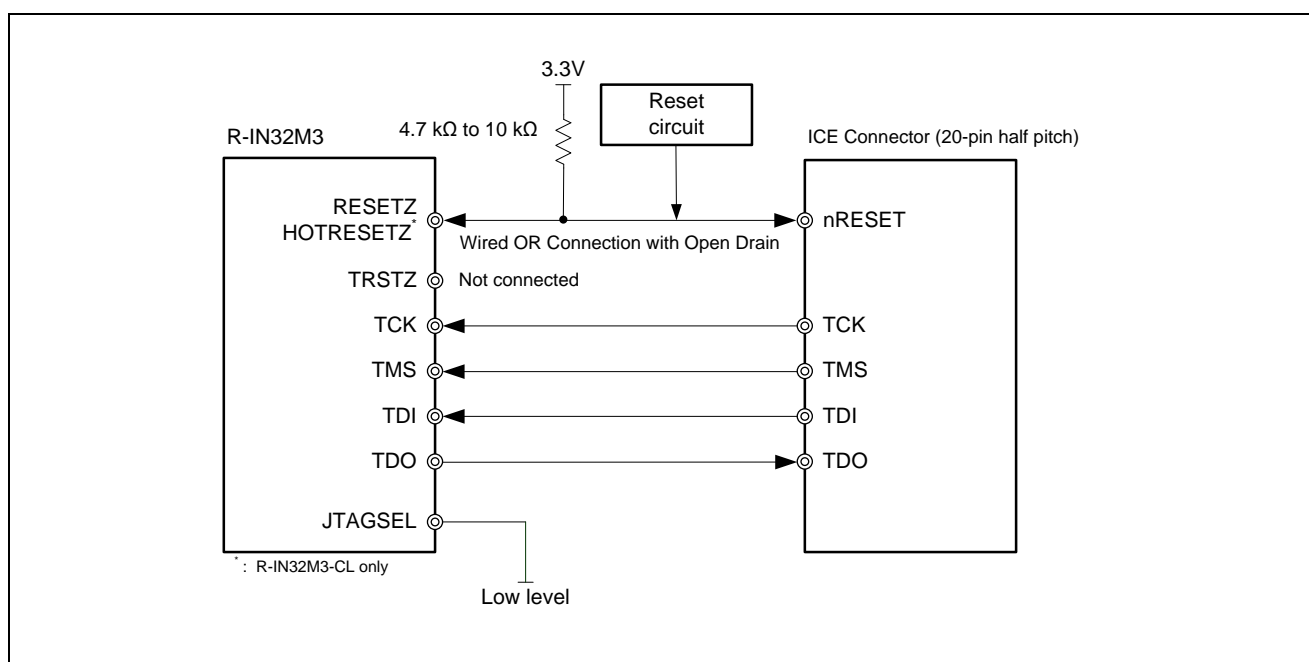 3.3V
4.7 kΩ to 10 kΩ
Reset
circuit
R-IN32M3
ICE Connector (20-pin half pitch)
RESETZ
HOTRESETZ*
nRESET
Wired OR Connection with Open Drain
TRSTZ
Not connected
TCK
TCK
TMS
TMS
TDI
TDI
TDO
TDO
JTAGSEL
* : R-IN32M3-CL only
Low level